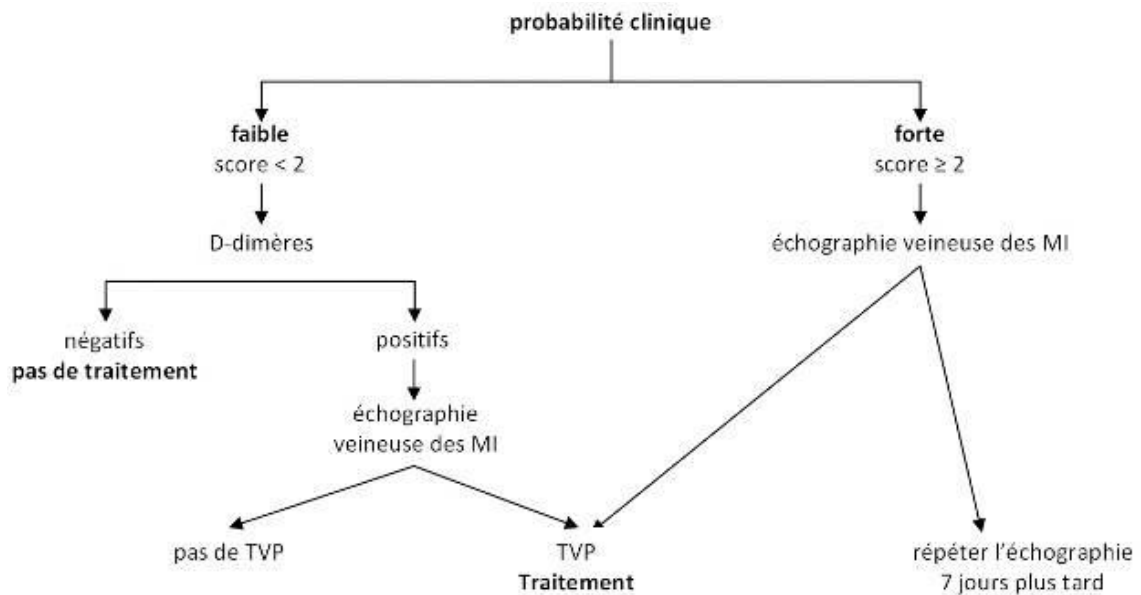 probabilité clinique
faible
score < 2
forte
score ≥ 2
D-dimères
échographie veineuse des MI
négatifs
pas de traitement
positifs
échographie
veineuse des MI
pas de TVP
TVP
Traitement
répéter l'échographie
7 jours plus tard